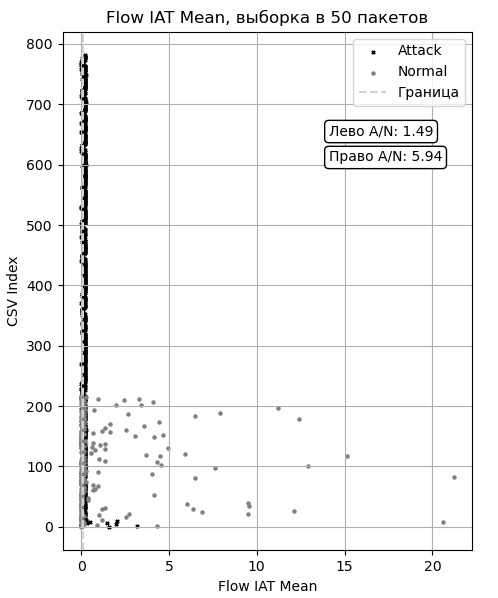 Flow IAT Mean, выборка в 50 пакетов
800
700
600
500
400
300
200
100
0
CSV Index
Attack
Normal
Граница
Лево A/N: 1.49
Право A/N: 5.94
0
5
10
15
20
Flow IAT Mean